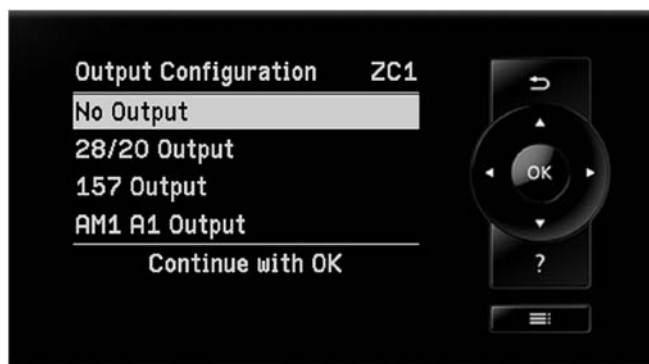 Output Configuration ZC1
No Output
28/20 Output
157 Output
AM1 A1 Output
Continue with OK
OK
?